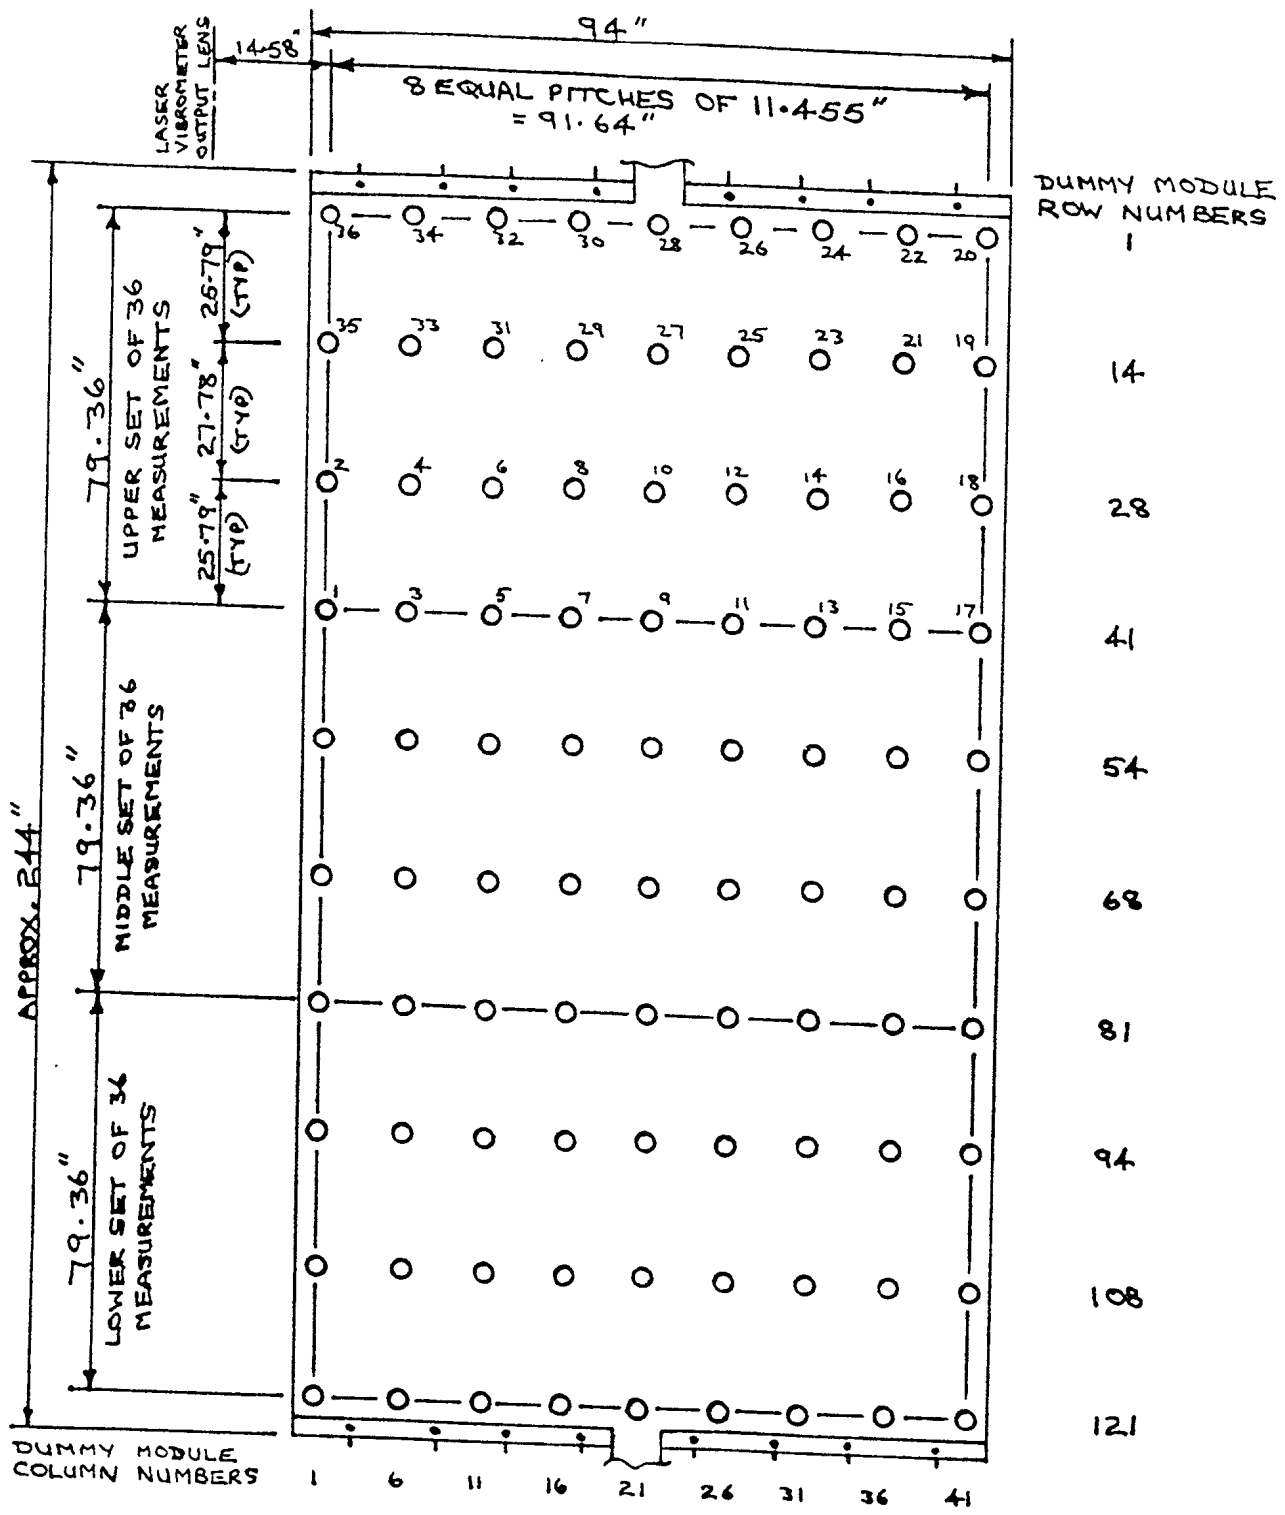 94"
14.58"
LASER
VIBROMETER
OUTPUT LENS
8 EQUAL PITCHES OF 11.455"
= 91.64"
DUMMY MODULE
ROW NUMBERS
36 34 32 30 28 26 24 22 20
1
25.79"
(TYP)
35 33 31 29 27 25 23 21 19
14
79.36"
UPPER SET OF 36
MEASUREMENTS
27.78"
(TYP)
2 4 6 8 10 12 14 16 18
28
25.79"
(TYP)
1 3 5 7 9 11 13 15 17
41
79.36"
MIDDLE SET OF 36
MEASUREMENTS
54
APPROX. 244"
68
81
79.36"
LOWER SET OF 36
MEASUREMENTS
94
108
121
DUMMY MODULE
COLUMN NUMBERS
1 6 11 16 21 26 31 36 41